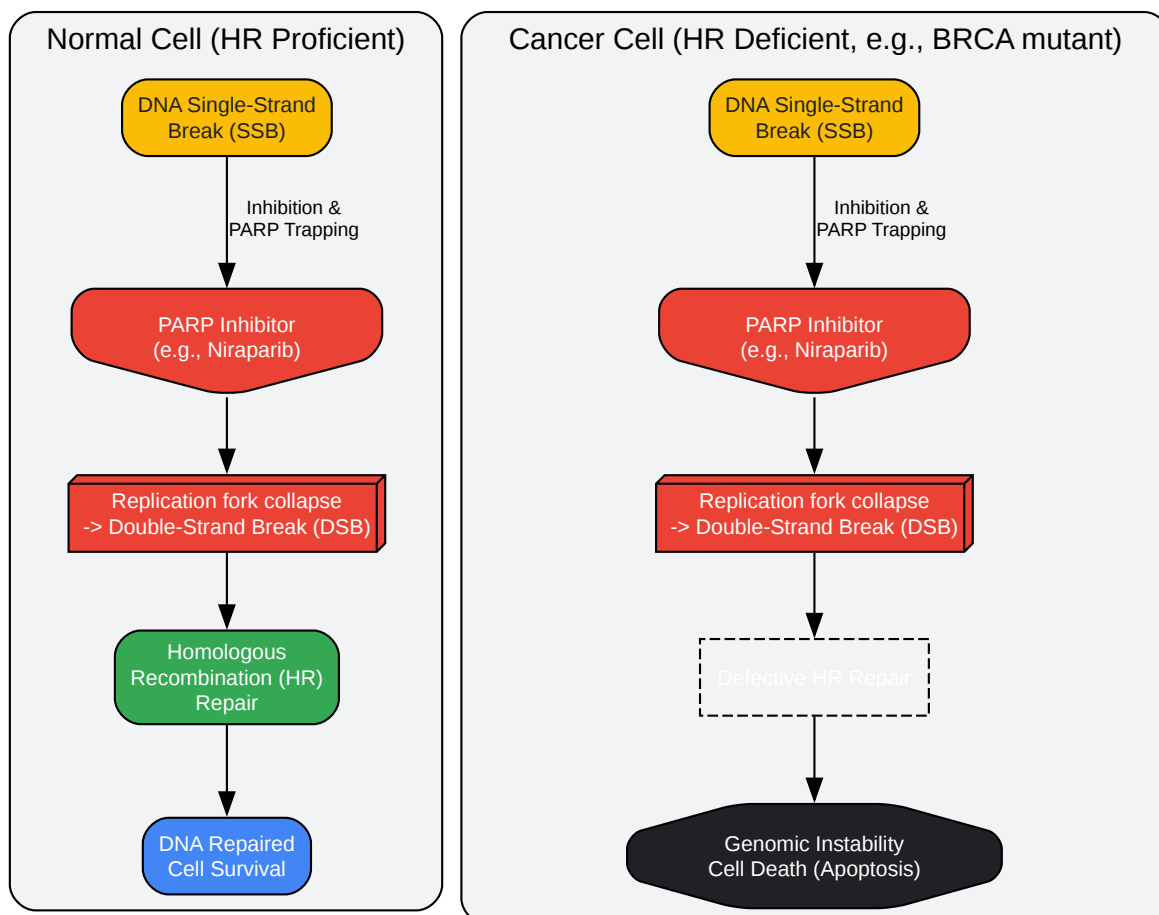 Normal Cell (HR Proficient)
DNA Single-Strand
Break (SSB)
Inhibition &
PARP Trapping
PARP Inhibitor
(e.g., Niraparib)
Replication fork collapse
-> Double-Strand Break (DSB)
Homologous
Recombination (HR)
Repair
DNA Repaired
Cell Survival
Cancer Cell (HR Deficient, e.g., BRCA mutant)
DNA Single-Strand
Break (SSB)
Inhibition &
PARP Trapping
PARP Inhibitor
(e.g., Niraparib)
Replication fork collapse
-> Double-Strand Break (DSB)
Defective HR Repair
Genomic Instability
Cell Death (Apoptosis)